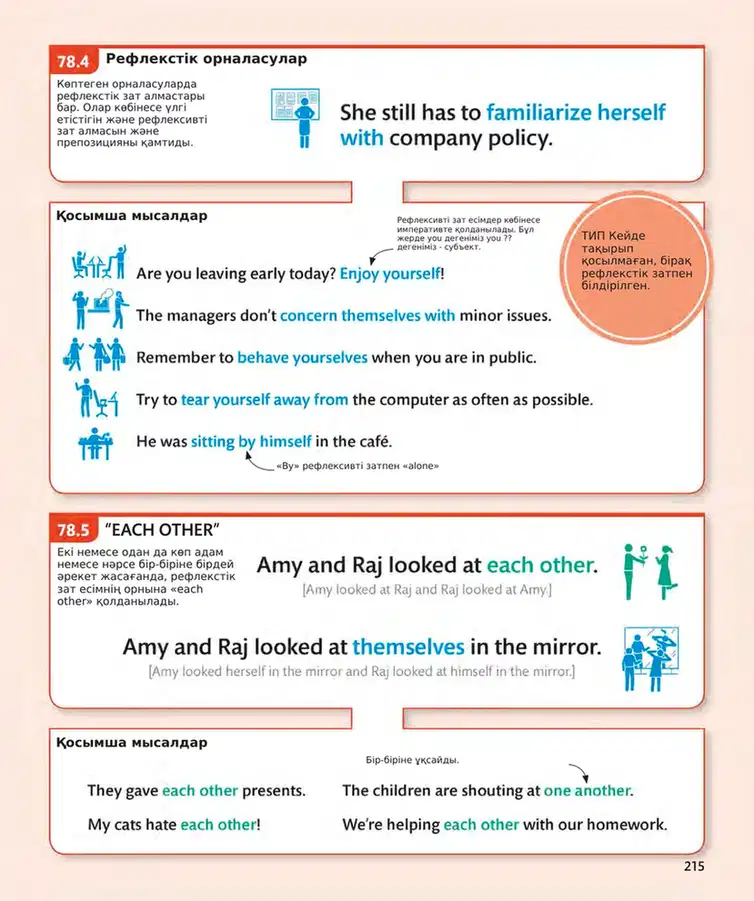 78.4 Рефлекстік орналасулар
Көптеген орналасуларда
рефлекстік зат алмастары
бар. Олар көбінесе үлгі
етістігін және рефлексивті
зат алмасын және
препозицияны қамтиды.
She still has to familiarize herself
with company policy.
Қосымша мысалдар
Рефлексивті зат есімдер көбінесе
императивте қолданылады. Бұл
жерде you дегеніміз you ??
дегеніміз - субъект.
ТИП Кейде
тақырып
қосылмаған, бірақ
рефлекстік затпен
білдірілген.
Are you leaving early today? Enjoy yourself!
The managers don't concern themselves with minor issues.
Remember to behave yourselves when you are in public.
Try to tear yourself away from the computer as often as possible.
He was sitting by himself in the café.
«By» рефлексивті затпен «alone»
78.5 "EACH OTHER"
Екі немесе одан да көп адам
немесе нәрсе бір-біріне бірдей
әрекет жасағанда, рефлекстік
зат есімнің орнына «each
other» қолданылады.
Amy and Raj looked at each other.
[Amy looked at Raj and Raj looked at Amy.]
Amy and Raj looked at themselves in the mirror.
[Amy looked herself in the mirror and Raj looked at himself in the mirror.]
Қосымша мысалдар
Бір-біріне ұқсайды.
They gave each other presents.
The children are shouting at one another.
My cats hate each other!
We're helping each other with our homework.
215